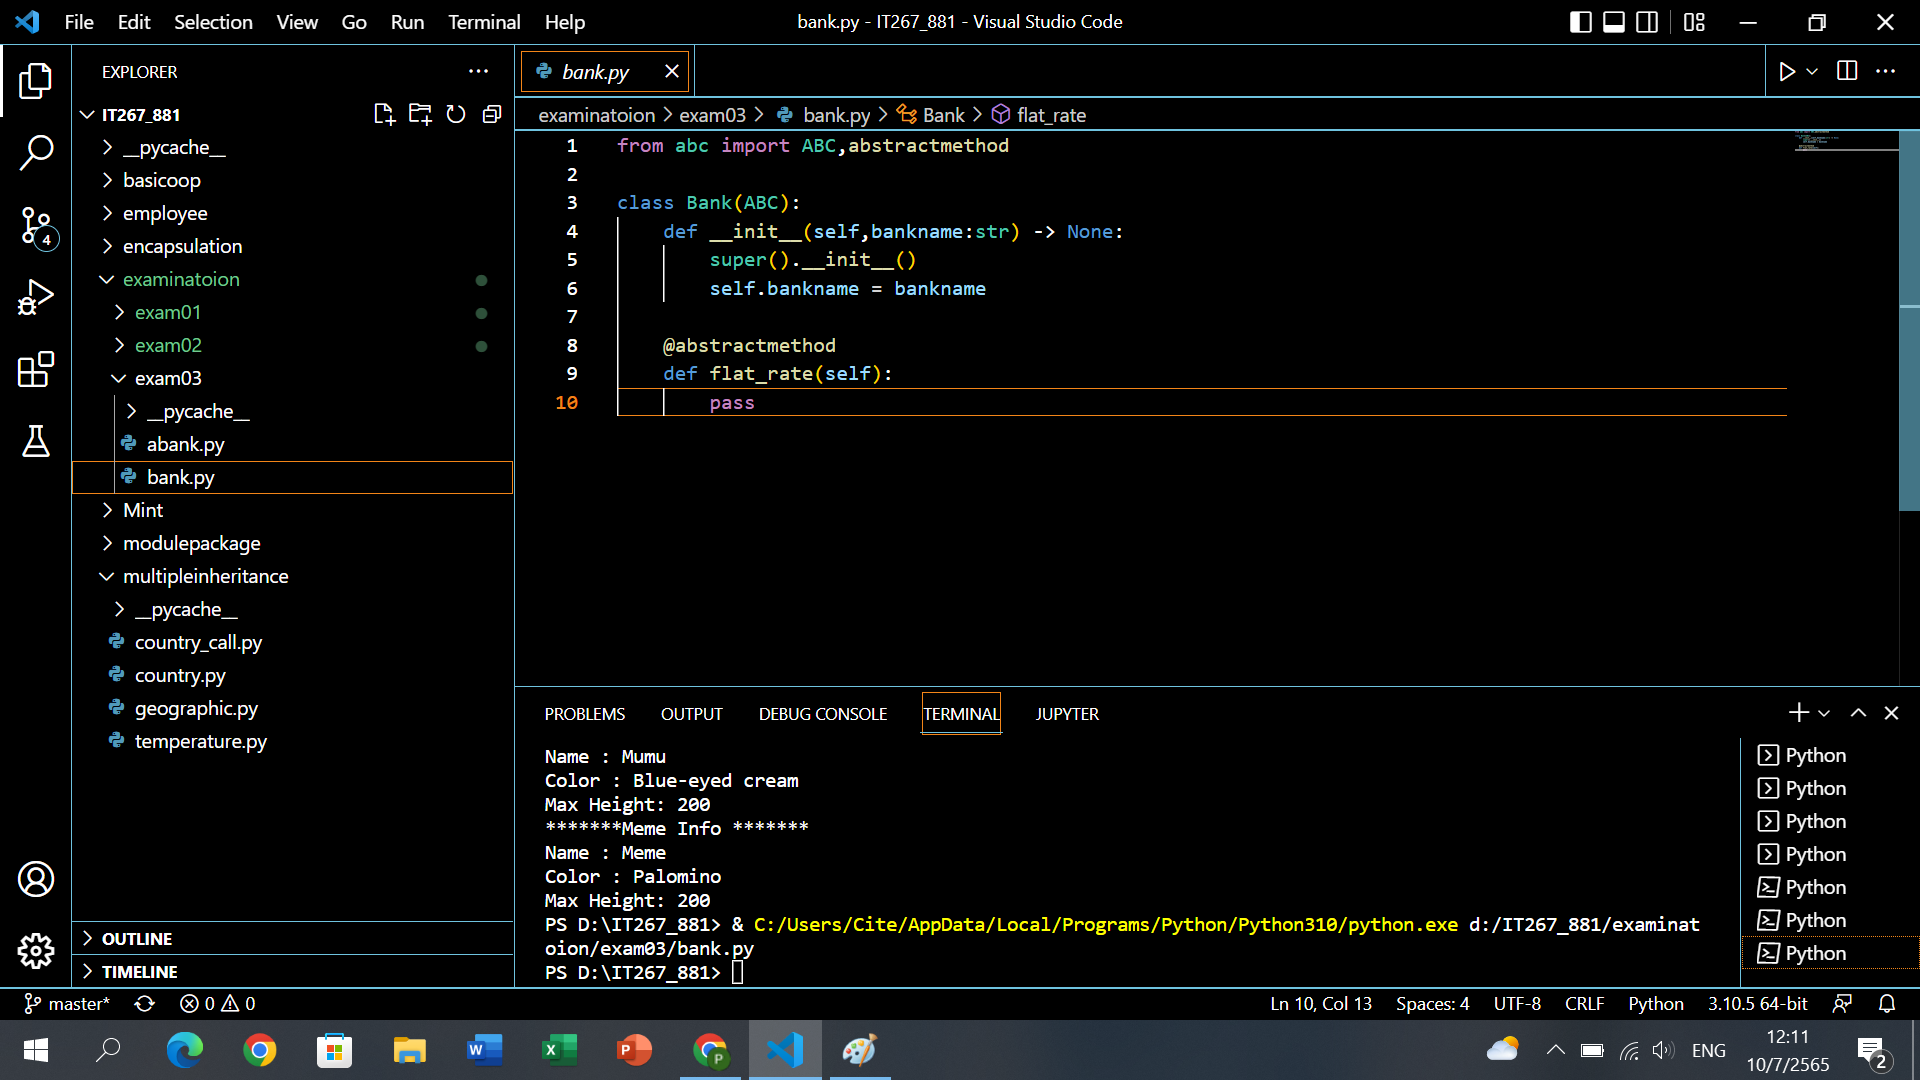 File Edit Selection View Go Run Terminal Help
bank.py - IT267_881 - Visual Studio Code
EXPLORER
IT267_881
__pycache__
basicoop
employee
encapsulation
examinatoion
exam01
exam02
exam03
__pycache__
abank.py
bank.py
Mint
modulepackage
multipleinheritance
__pycache__
country_call.py
country.py
geographic.py
temperature.py
OUTLINE
TIMELINE
4
bank.py
examinatoion > exam03 > bank.py > Bank > flat_rate
1 from abc import ABC,abstractmethod
2
3 class Bank(ABC):
4 def __init__(self,bankname:str) -> None:
5 super().__init__()
6 self.bankname = bankname
7
8 @abstractmethod
9 def flat_rate(self):
10 pass
PROBLEMS OUTPUT DEBUG CONSOLE TERMINAL JUPYTER
Name : Mumu
Color : Blue-eyed cream
Max Height: 200
*******Meme Info *******
Name : Meme
Color : Palomino
Max Height: 200
PS D:\IT267_881> & C:/Users/Cite/AppData/Local/Programs/Python/Python310/python.exe d:/IT267_881/examinat
oion/exam03/bank.py
PS D:\IT267_881>
Python
Python
Python
Python
Python
Python
Python
master* 0 0 Ln 10, Col 13 Spaces: 4 UTF-8 CRLF Python 3.10.5 64-bit
W X P P ENG
12:11
10/7/2565
2